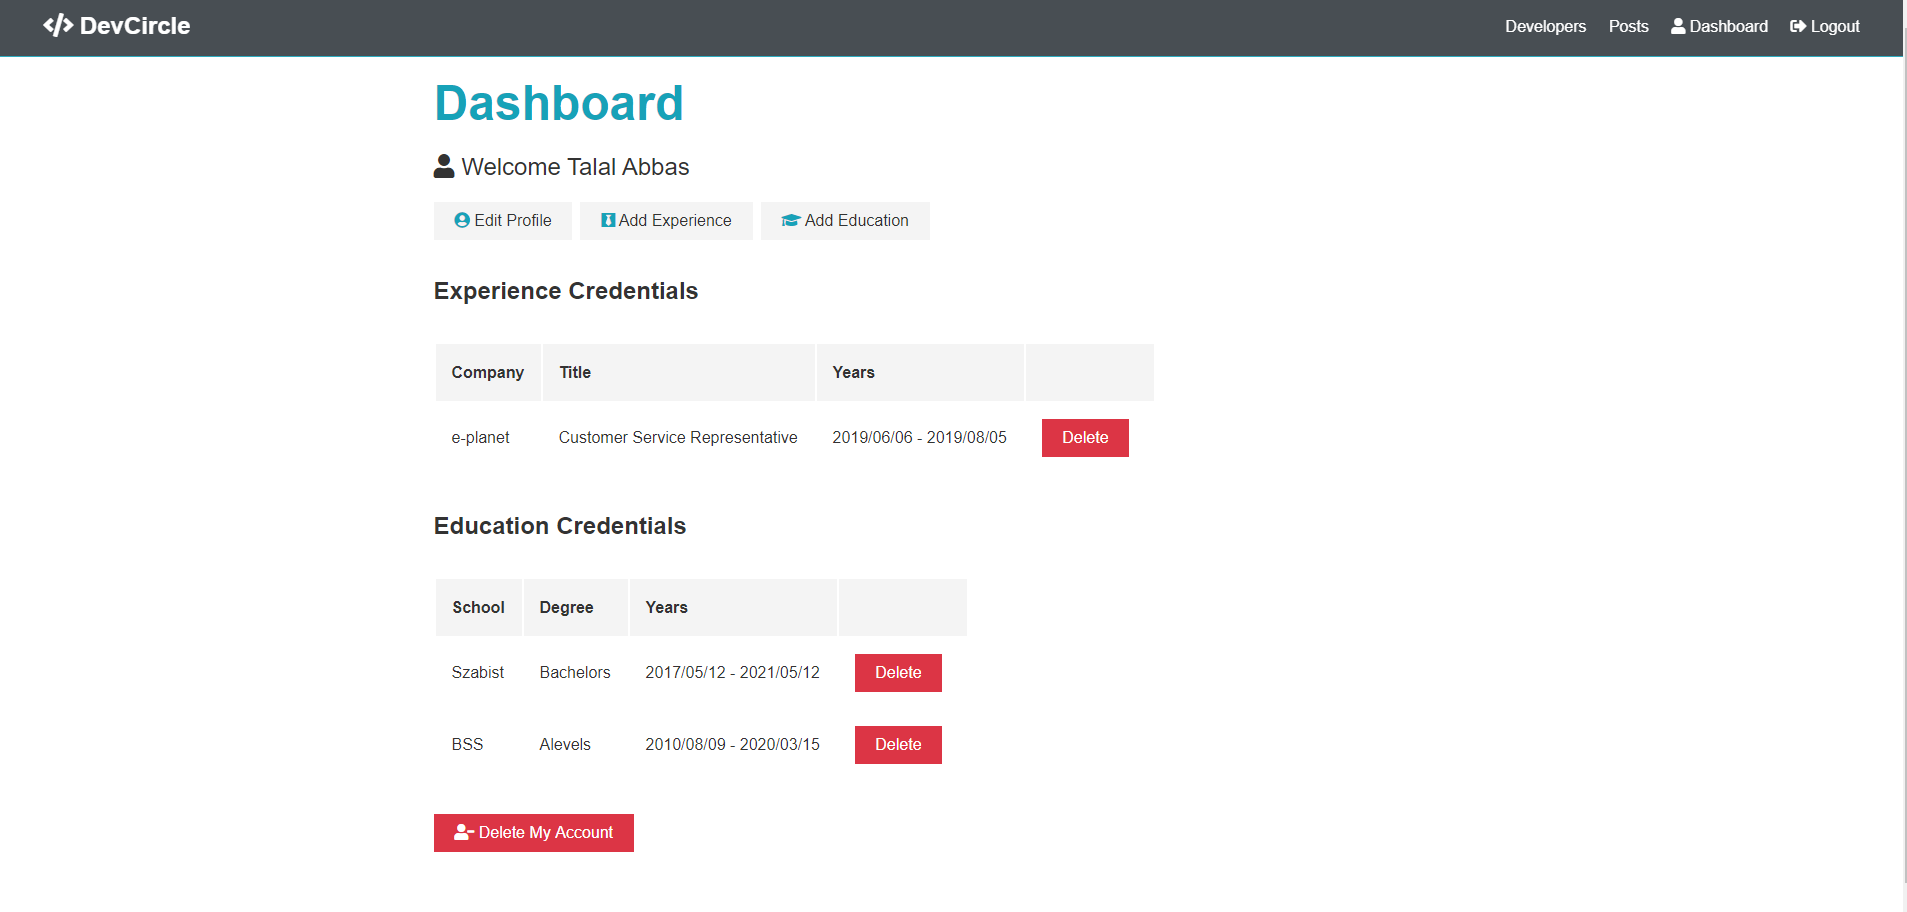 DevCircle
Developers Posts Dashboard Logout
Dashboard
Welcome Talal Abbas
Edit Profile Add Experience Add Education
Experience Credentials
Company Title Years
e-planet Customer Service Representative 2019/06/06 - 2019/08/05 Delete
Education Credentials
School Degree Years
Szabist Bachelors 2017/05/12 - 2021/05/12 Delete
BSS Alevels 2010/08/09 - 2020/03/15 Delete
Delete My Account